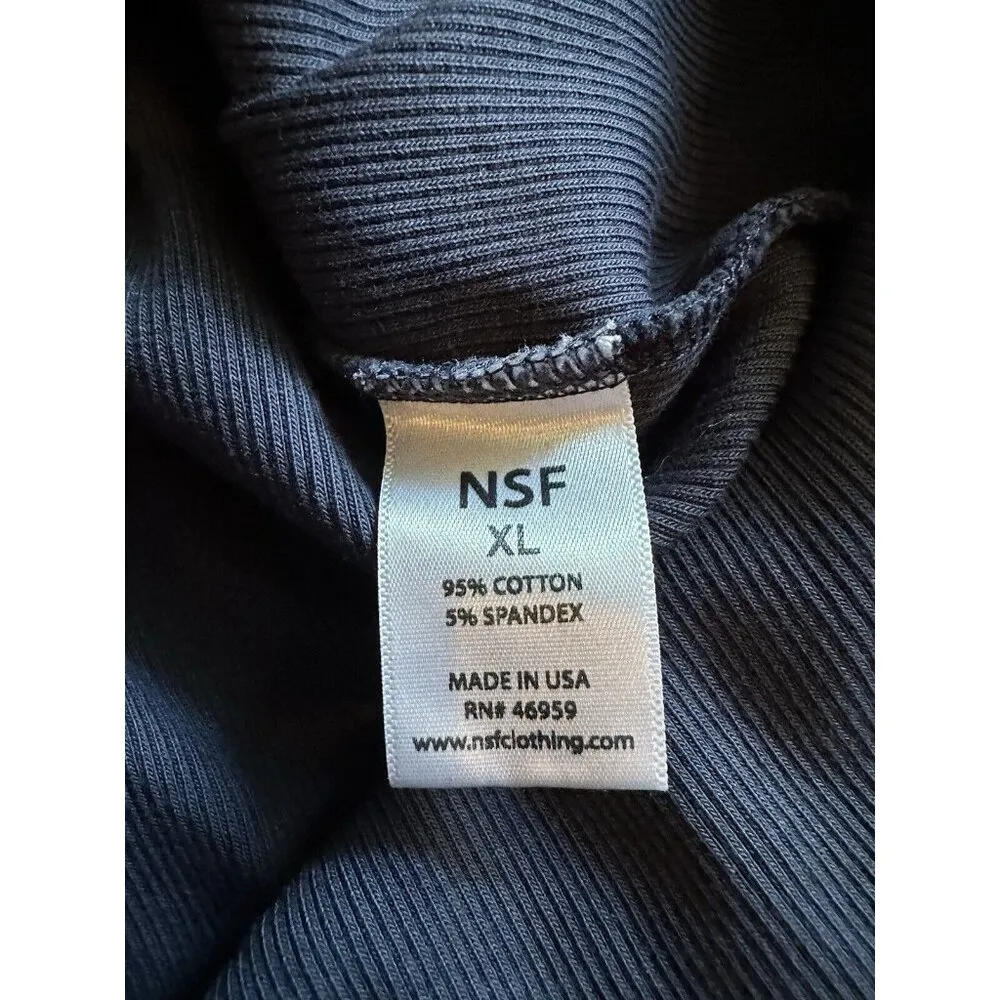 NSF
XL
95% COTTON
5% SPANDEX
MADE IN USA
RN# 46959
www.nsfclothing.com